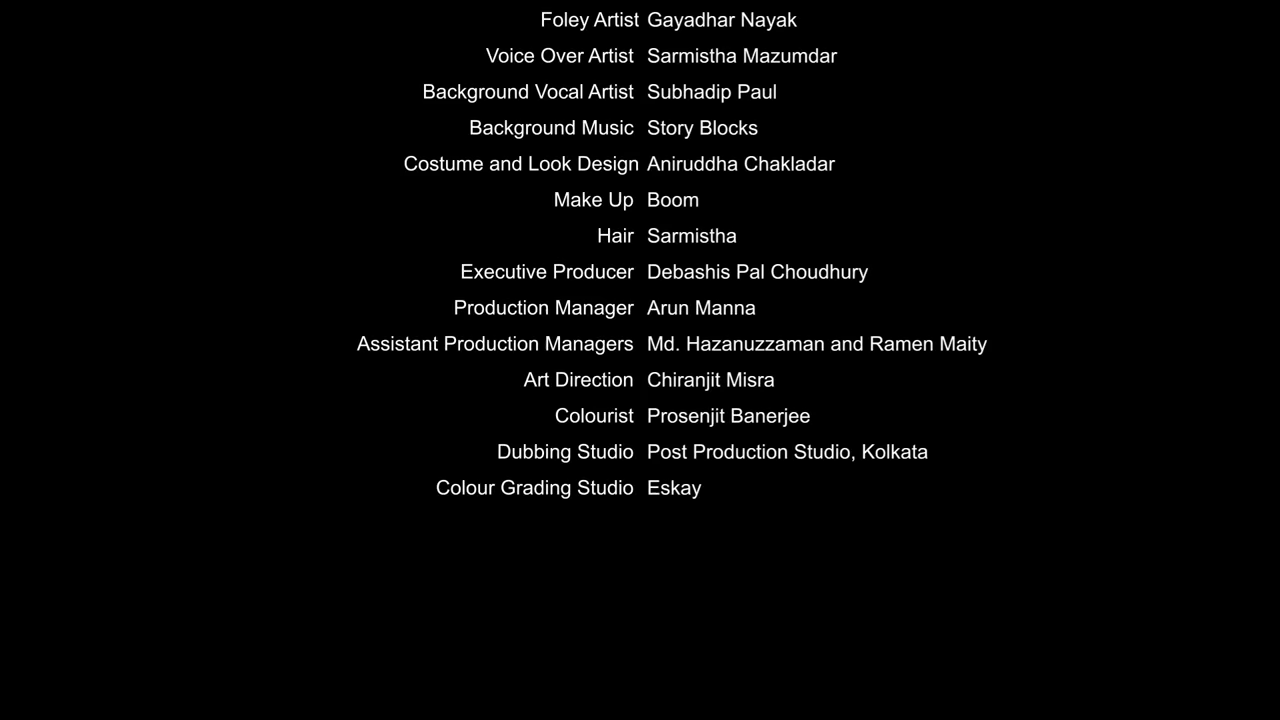 Foley Artist Gayadhar Nayak
Voice Over Artist Sarmistha Mazumdar
Background Vocal Artist Subhadip Paul
Background Music Story Blocks
Costume and Look Design Aniruddha Chakladar
Make Up Boom
Hair Sarmistha
Executive Producer Debashis Pal Choudhury
Production Manager Arun Manna
Assistant Production Managers Md. Hazanuzzaman and Ramen Maity
Art Direction Chiranjit Misra
Colourist Prosenjit Banerjee
Dubbing Studio Post Production Studio, Kolkata
Colour Grading Studio Eskay